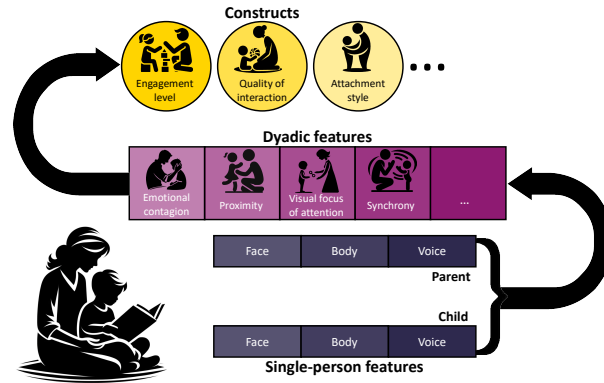 Constructs
Engagement
level
Quality of
interaction
Attachment
style
...
Dyadic features
Emotional
contagion
Proximity
Visual focus
of attention
Synchrony
...
Face
Body
Voice
Parent
Child
Face
Body
Voice
Single-person features